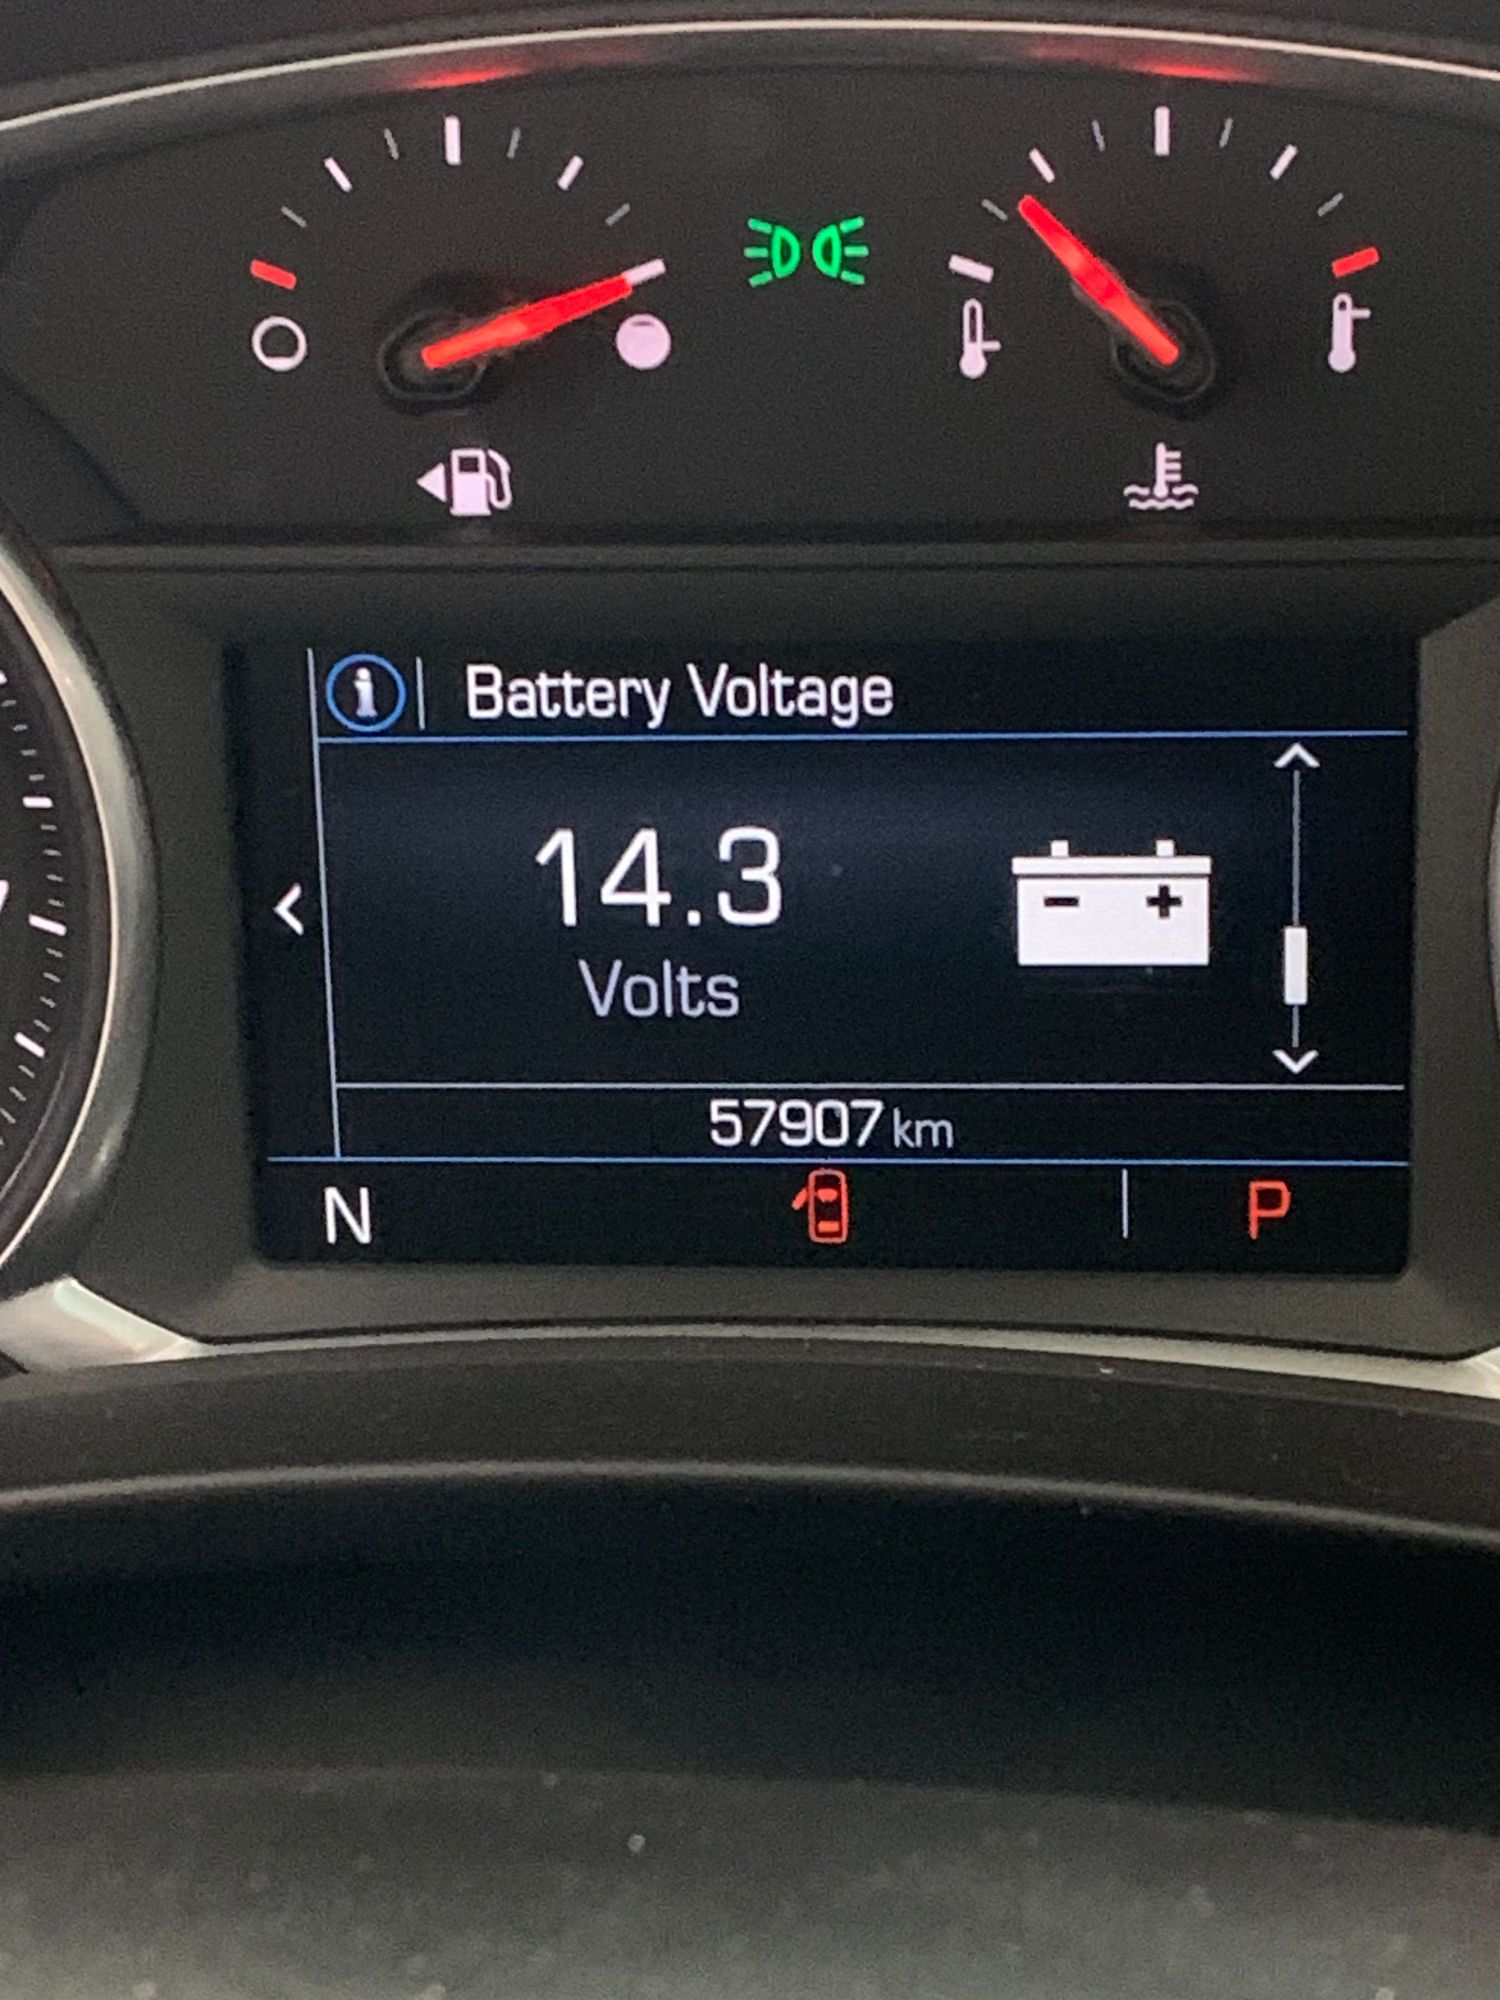 Battery Voltage
14.3
Volts
57907 km
N P